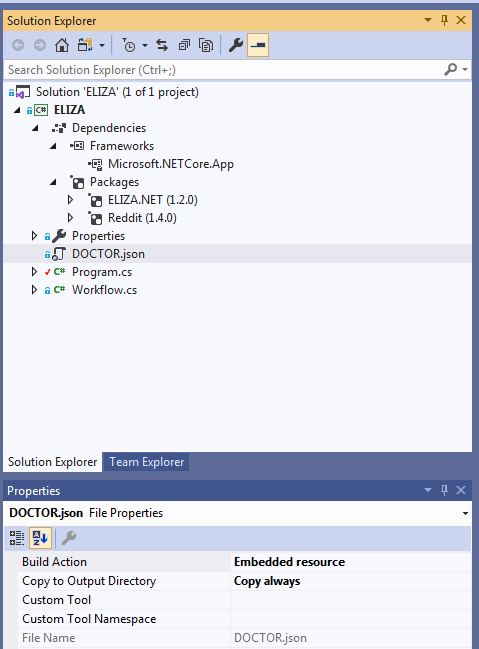 Solution Explorer
Search Solution Explorer (Ctrl+;)
Solution 'ELIZA' (1 of 1 project)
C# ELIZA
Dependencies
Frameworks
Microsoft.NETCore.App
Packages
ELIZA.NET (1.2.0)
Reddit (1.4.0)
Properties
DOCTOR.json
C# Program.cs
C# Workflow.cs
Solution Explorer Team Explorer
Properties
DOCTOR.json File Properties
A Z
Build Action Embedded resource
Copy to Output Directory Copy always
Custom Tool
Custom Tool Namespace
File Name DOCTOR.json